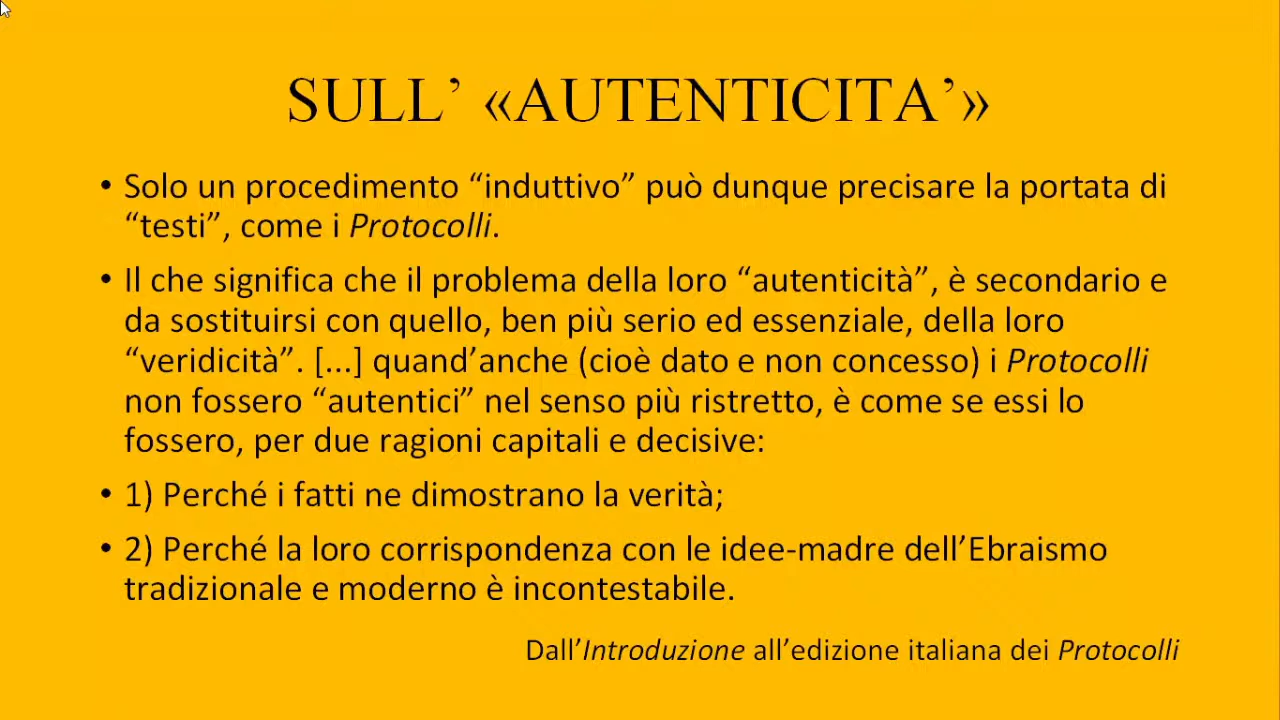 SULL’ «AUTENTICITA’»
• Solo un procedimento “induttivo” può dunque precisare la portata di
“testi”, come i Protocolli.
• Il che significa che il problema della loro “autenticità”, è secondario e
da sostituirsi con quello, ben più serio ed essenziale, della loro
“veridicità”. [...] quand’anche (cioè dato e non concesso) i Protocolli
non fossero “autentici” nel senso più ristretto, è come se essi lo
fossero, per due ragioni capitali e decisive:
• 1) Perché i fatti ne dimostrano la verità;
• 2) Perché la loro corrispondenza con le idee-madre dell’Ebraismo
tradizionale e moderno è incontestabile.
Dall’Introduzione all’edizione italiana dei Protocolli